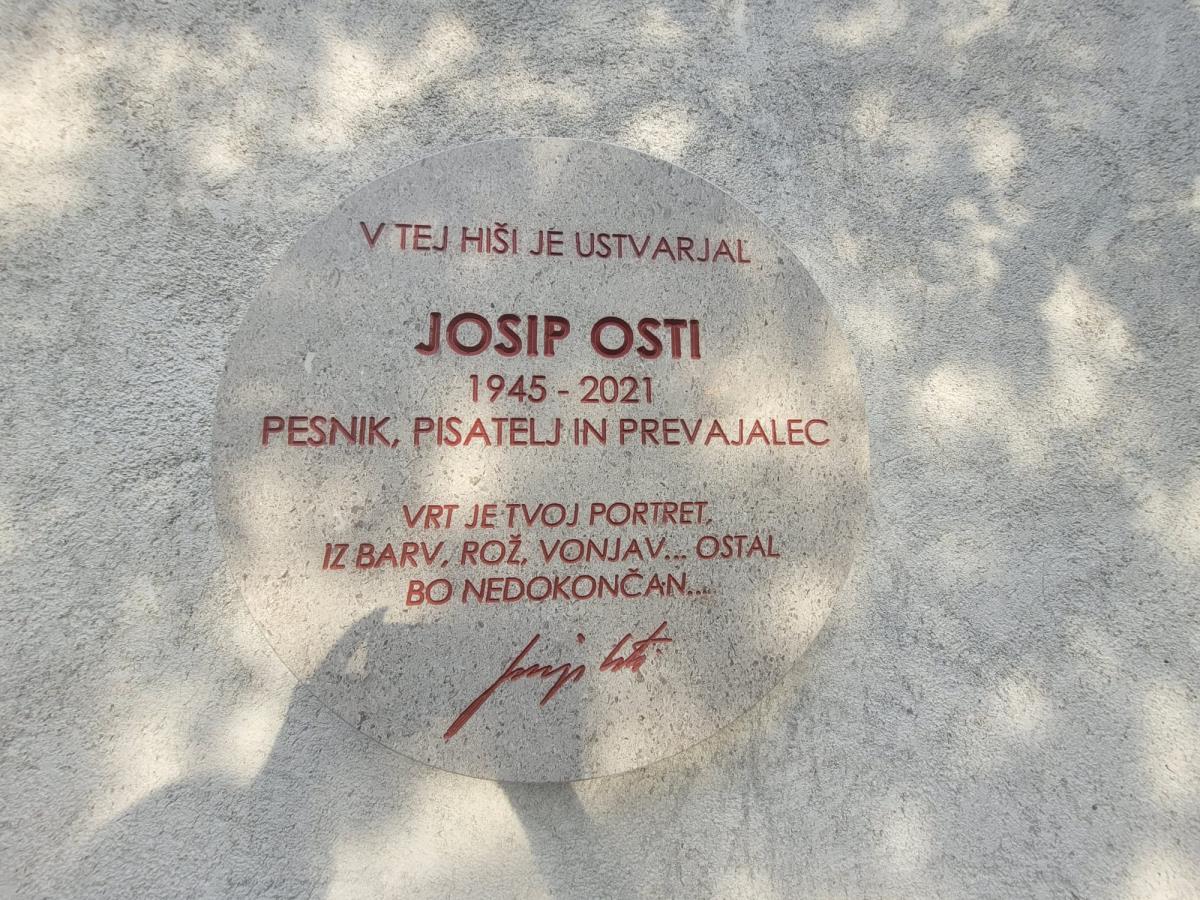 V TEJ HIŠI JE USTVARJAL
JOSIP OSTI
1945 - 2021
PESNIK, PISATELJ IN PREVAJALEC
VRT JE TVOJ PORTRET,
IZ BARV, ROŽ, VONJAV... OSTAL
BO NEDOKONČAN...